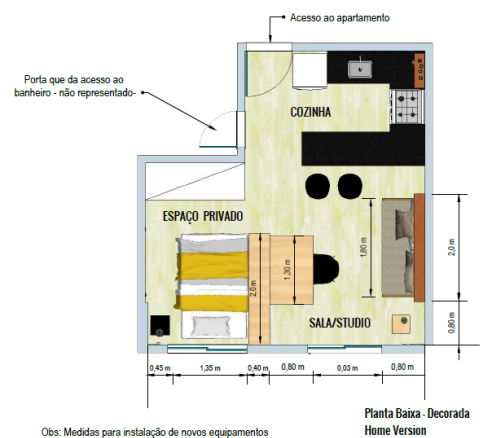 Acesso ao apartamento
Porta que da acesso ao
banheiro - não representado-
COZINHA
ESPAÇO PRIVADO
1,80 m
2,0 m
1,30 m
2,0 m
SALA/STUDIO
0,80 m
0,45 m
1,35 m
0,40 m
0,80 m
0,03 m
0,80 m
Planta Baixa - Decorada
Home Version
Obs: Medidas para instalação de novos equipamentos